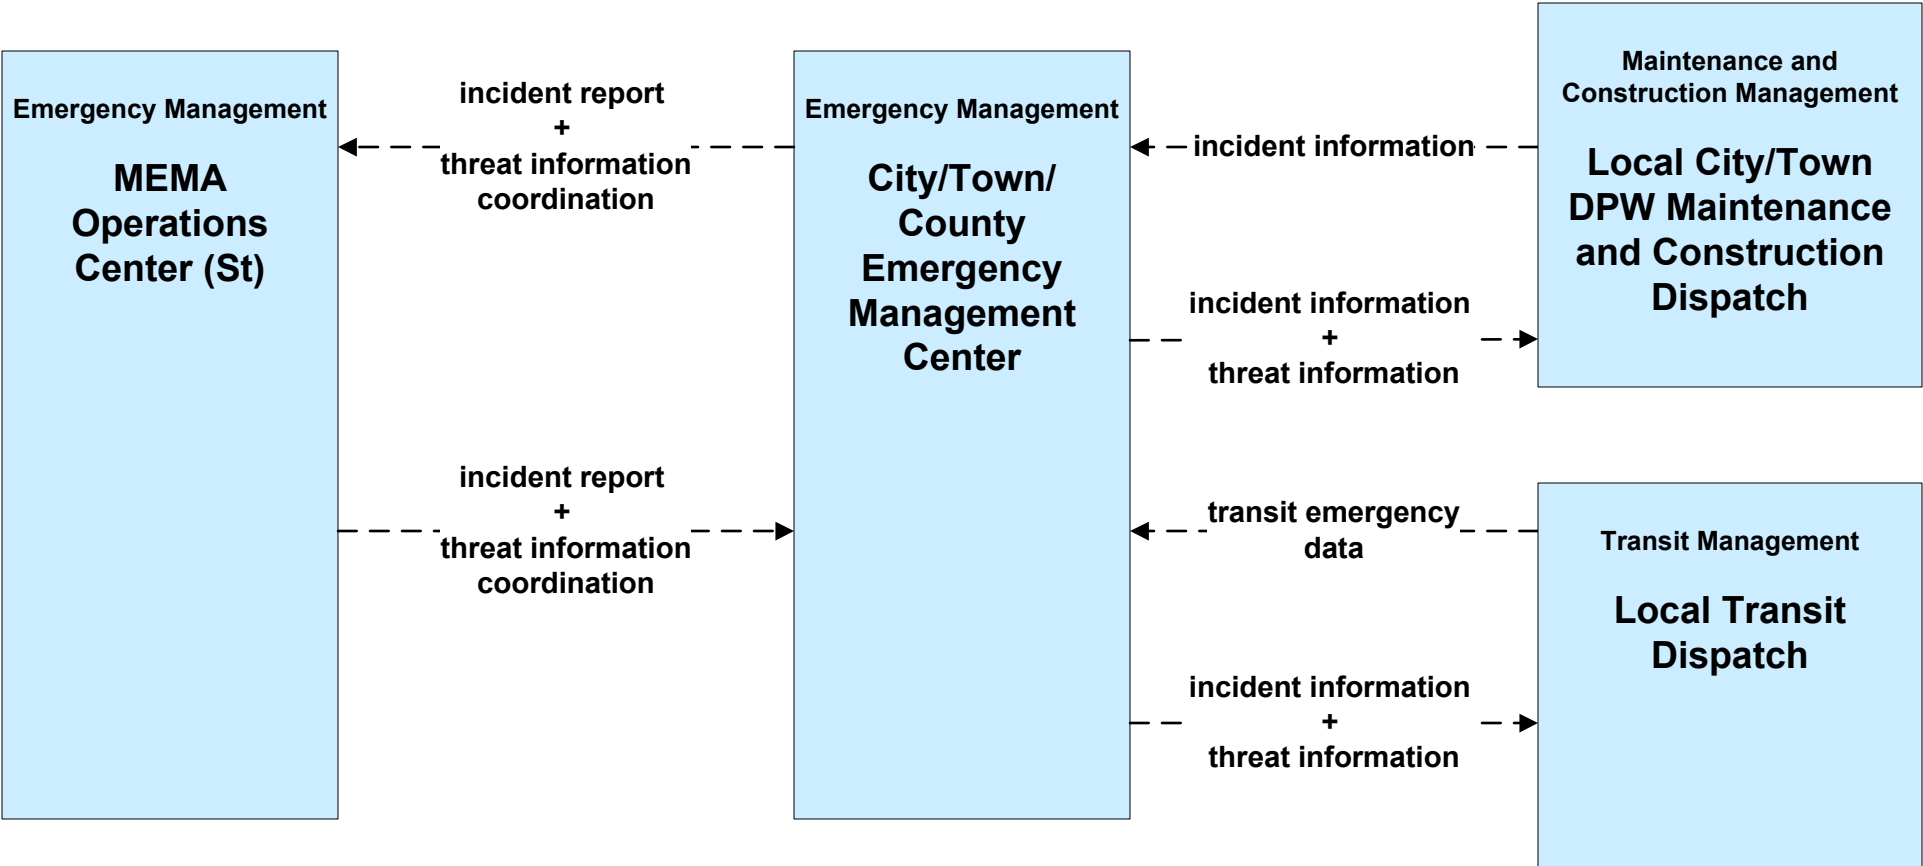 Emergency Management
MEMA
Operations
Center (St)
incident report
+
threat information
coordination
incident report
+
threat information
coordination
Emergency Management
City/Town/
County
Emergency
Management
Center
incident information
incident information
+
threat information
transit emergency
data
incident information
+
threat information
Maintenance and
Construction Management
Local City/Town
DPW Maintenance
and Construction
Dispatch
Transit Management
Local Transit
Dispatch